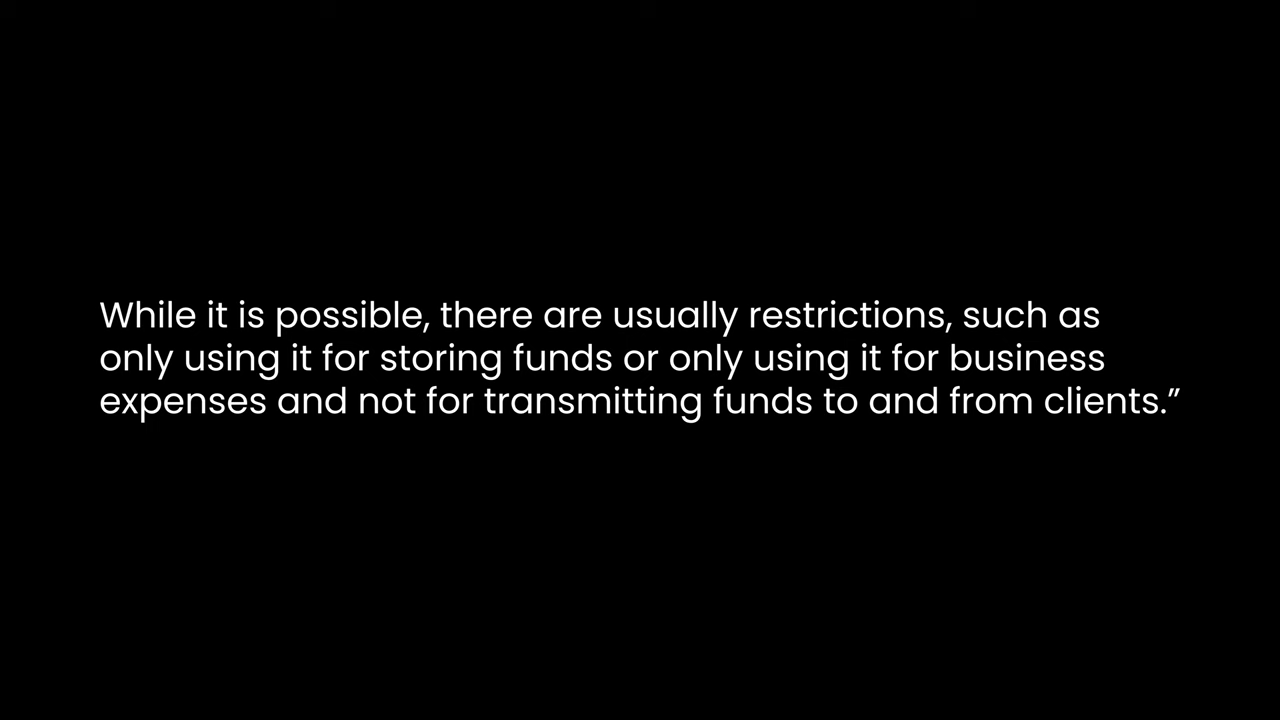 While it is possible, there are usually restrictions, such as
only using it for storing funds or only using it for business
expenses and not for transmitting funds to and from clients.”